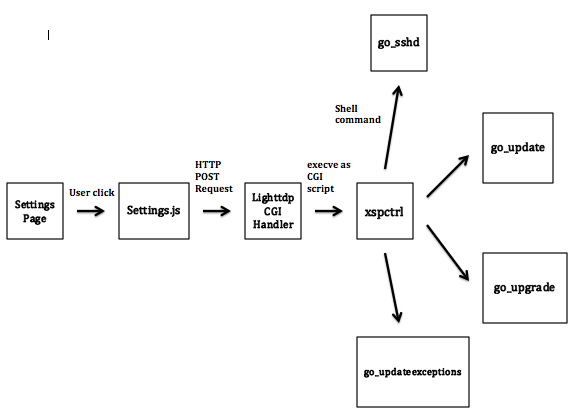 go_sshd
Shell
command
go_update
HTTP
POST
Request
execve as
CGI
script
User click
Settings
Page
Settings.js
Lighttdp
CGI
Handler
xspctrl
go_upgrade
go_updateexceptions